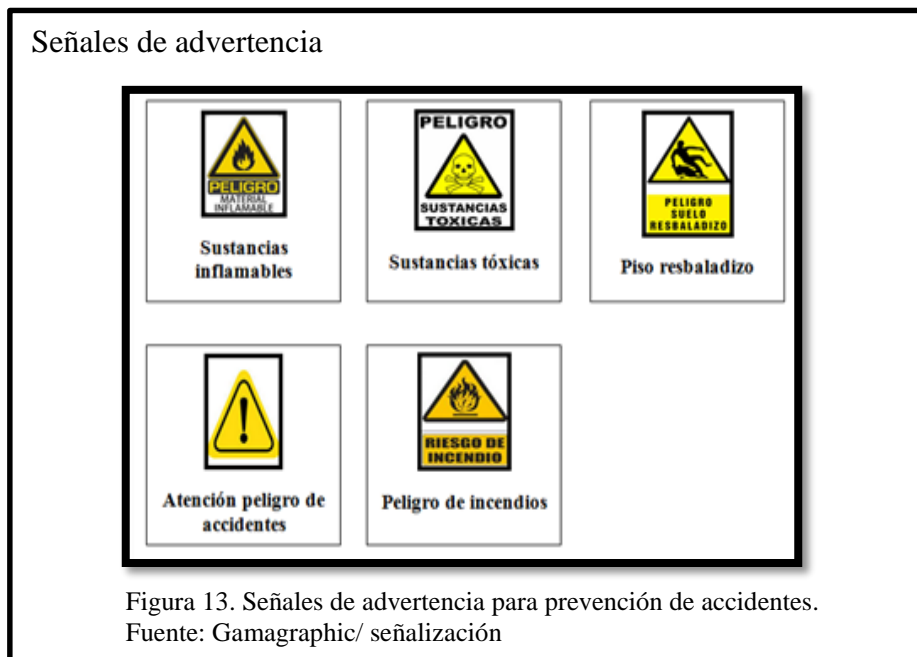 Señales de advertencia
PELIGRO
MATERIAL
INFLAMABLE
Sustancias
inflamables
PELIGRO
SUSTANCIAS
TOXICAS
Sustancias tóxicas
PELIGRO
SUELO
RESBALADIZO
Piso resbaladizo
Atención peligro de
accidentes
RIESGO DE
INCENDIO
Peligro de incendios
Figura 13. Señales de advertencia para prevención de accidentes.
Fuente: Gamagraphic/ señalización